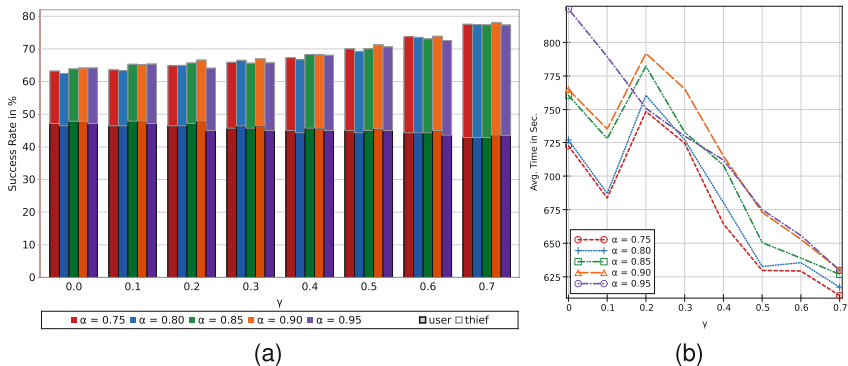 80
70
60
50
40
30
20
10
0
Success Rate in %
0.0 0.1 0.2 0.3 0.4 0.5 0.6 0.7
γ
α = 0.75 α = 0.80 α = 0.85 α = 0.90 α = 0.95 user thief
(a)
800
775
750
725
700
675
650
625
Avg. Time in Sec.
α = 0.75
α = 0.80
α = 0.85
α = 0.90
α = 0.95
0 0.1 0.2 0.3 0.4 0.5 0.6 0.7
γ
(b)